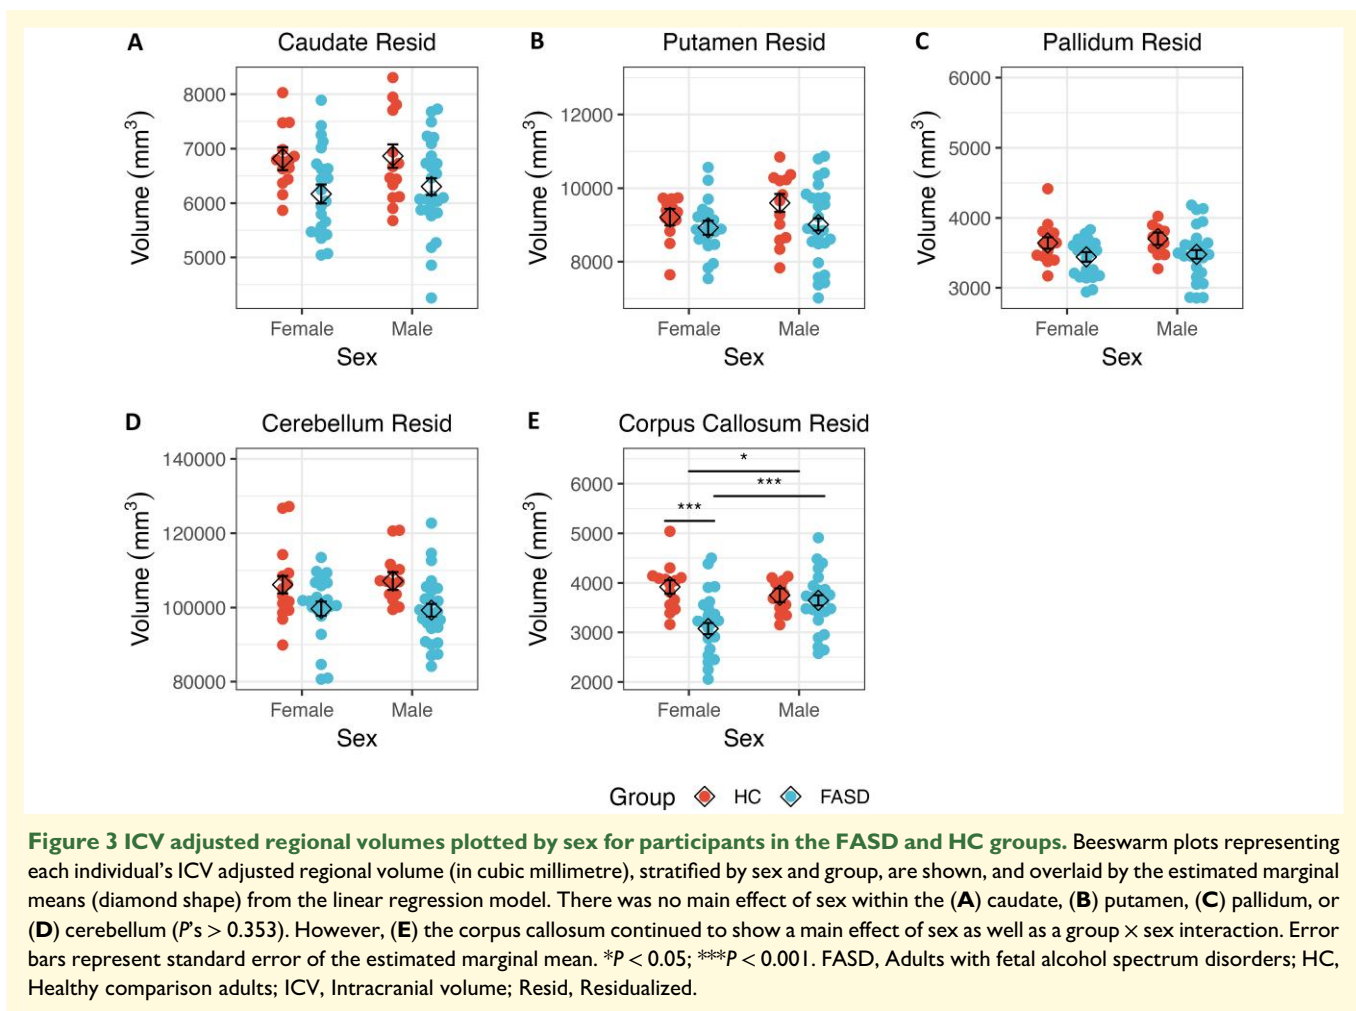 A Caudate Resid
Volume (mm³)
8000
7000
6000
5000
Female Male
Sex
B Putamen Resid
Volume (mm³)
12000
10000
8000
Female Male
Sex
C Pallidum Resid
Volume (mm³)
6000
5000
4000
3000
Female Male
Sex
D Cerebellum Resid
Volume (mm³)
140000
120000
100000
80000
Female Male
Sex
E Corpus Callosum Resid
Volume (mm³)
*
***
***
6000
5000
4000
3000
2000
Female Male
Sex
Group HC FASD
Figure 3 ICV adjusted regional volumes plotted by sex for participants in the FASD and HC groups. Beeswarm plots representing
each individual's ICV adjusted regional volume (in cubic millimetre), stratified by sex and group, are shown, and overlaid by the estimated marginal
means (diamond shape) from the linear regression model. There was no main effect of sex within the (A) caudate, (B) putamen, (C) pallidum, or
(D) cerebellum (P's > 0.353). However, (E) the corpus callosum continued to show a main effect of sex as well as a group × sex interaction. Error
bars represent standard error of the estimated marginal mean. *P < 0.05; ***P < 0.001. FASD, Adults with fetal alcohol spectrum disorders; HC,
Healthy comparison adults; ICV, Intracranial volume; Resid, Residualized.